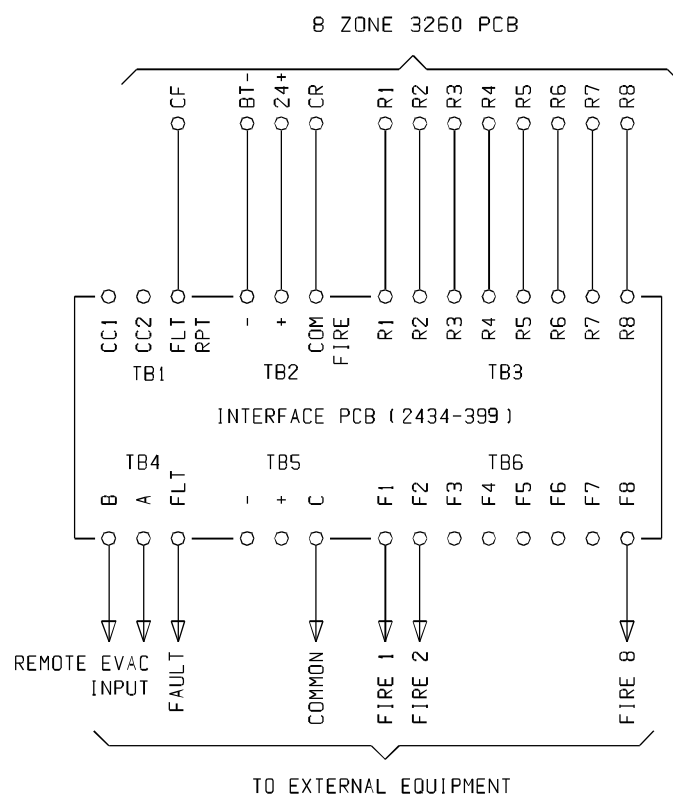 8 ZONE 3260 PCB
CF BT- 24+ CR R1 R2 R3 R4 R5 R6 R7 R8
CC1 CC2 FLT RPT - + COM FIRE R1 R2 R3 R4 R5 R6 R7 R8
TB1 TB2 TB3
INTERFACE PCB (2434-399)
TB4 TB5 TB6
B A FLT - + C F1 F2 F3 F4 F5 F6 F7 F8
REMOTE EVAC
INPUT
FAULT COMMON FIRE 1 FIRE 2 FIRE 8
TO EXTERNAL EQUIPMENT